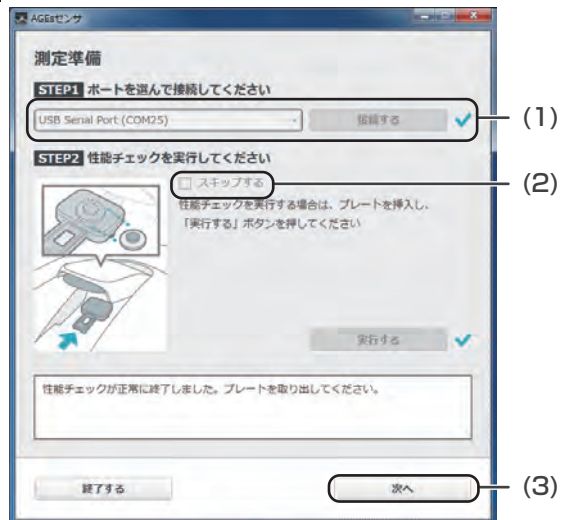 AGEsセンサ
測定準備
STEP1 ポートを選んで接続してください
USB Serial Port (COM25) 接続する (1)
STEP2 性能チェックを実行してください
スキップする (2)
性能チェックを実行する場合は、プレートを挿入し、
「実行する」ボタンを押してください
実行する
性能チェックが正常に終了しました。プレートを取り出してください。
終了する 次へ (3)